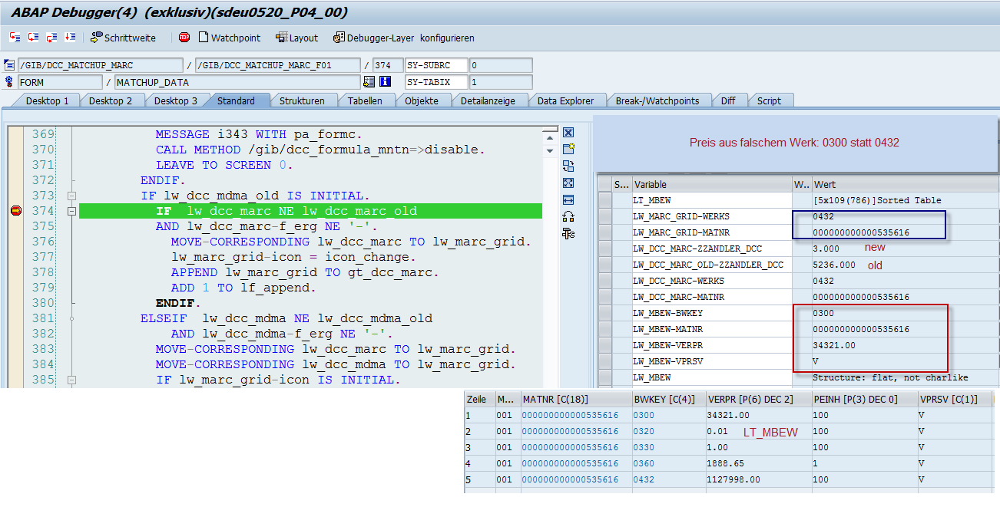 ABAP Debugger(4) (exklusiv)(sdeu0520_P04_00)
Schrittweite STOP Watchpoint Layout Debugger-Layer konfigurieren
/GIB/DCC_MATCHUP_MARC / /GIB/DCC_MATCHUP_MARC_F01 / 374 SY-SUBRC 0
FORM / MATCHUP_DATA SY-TABIX 1
Desktop 1 Desktop 2 Desktop 3 Standard Strukturen Tabellen Objekte Detailanzeige Data Explorer Break-/Watchpoints Diff Script
369 MESSAGE i343 WITH pa_formc.
370 CALL METHOD /gib/dcc_formula_mntn=>disable.
371 LEAVE TO SCREEN 0.
372 ENDIF.
373 IF lw_dcc_mdma_old IS INITIAL.
374 IF lw_dcc_marc NE lw_dcc_marc_old
375 AND lw_dcc_marc-f_erg NE '-'.
376 MOVE-CORRESPONDING lw_dcc_marc TO lw_marc_grid.
377 lw_marc_grid-icon = icon_change.
378 APPEND lw_marc_grid TO gt_dcc_marc.
379 ADD 1 TO lf_append.
380 ENDIF.
381 ELSEIF lw_dcc_mdma NE lw_dcc_mdma_old
382 AND lw_dcc_mdma-f_erg NE '-'.
383 MOVE-CORRESPONDING lw_dcc_marc TO lw_marc_grid.
384 MOVE-CORRESPONDING lw_dcc_mdma TO lw_marc_grid.
385 IF lw_marc_grid-icon IS INITIAL.
Preis aus falschem Werk: 0300 statt 0432
S... Variable W.. Wert
LT_MBEW [5x109(786)]Sorted Table
LW_MARC_GRID-WERKS 0432
LW_MARC_GRID-MATNR 000000000000535616
LW_DCC_MARC-ZZANDLER_DCC 3.000 new
LW_DCC_MARC_OLD-ZZANDLER_DCC 5236.000 old
LW_DCC_MARC-WERKS 0432
LW_DCC_MARC-MATNR 000000000000535616
LW_MBEW-BWKEY 0300
LW_MBEW-MATNR 000000000000535616
LW_MBEW-VERPR 34321.00
LW_MBEW-VPRSV V
LW_MBEW Structure: flat, not charlike
Zeile M... MATNR [C(18)] BWKEY [C(4)] VERPR [P(6) DEC 2] PEINH [P(3) DEC 0] VPRSV [C(1)]
1 001 000000000000535616 0300 34321.00 100 V
2 001 000000000000535616 0320 0.01 LT_MBEW 100 V
3 001 000000000000535616 0330 1.00 100 V
4 001 000000000000535616 0360 1888.65 1 V
5 001 000000000000535616 0432 1127998.00 100 V